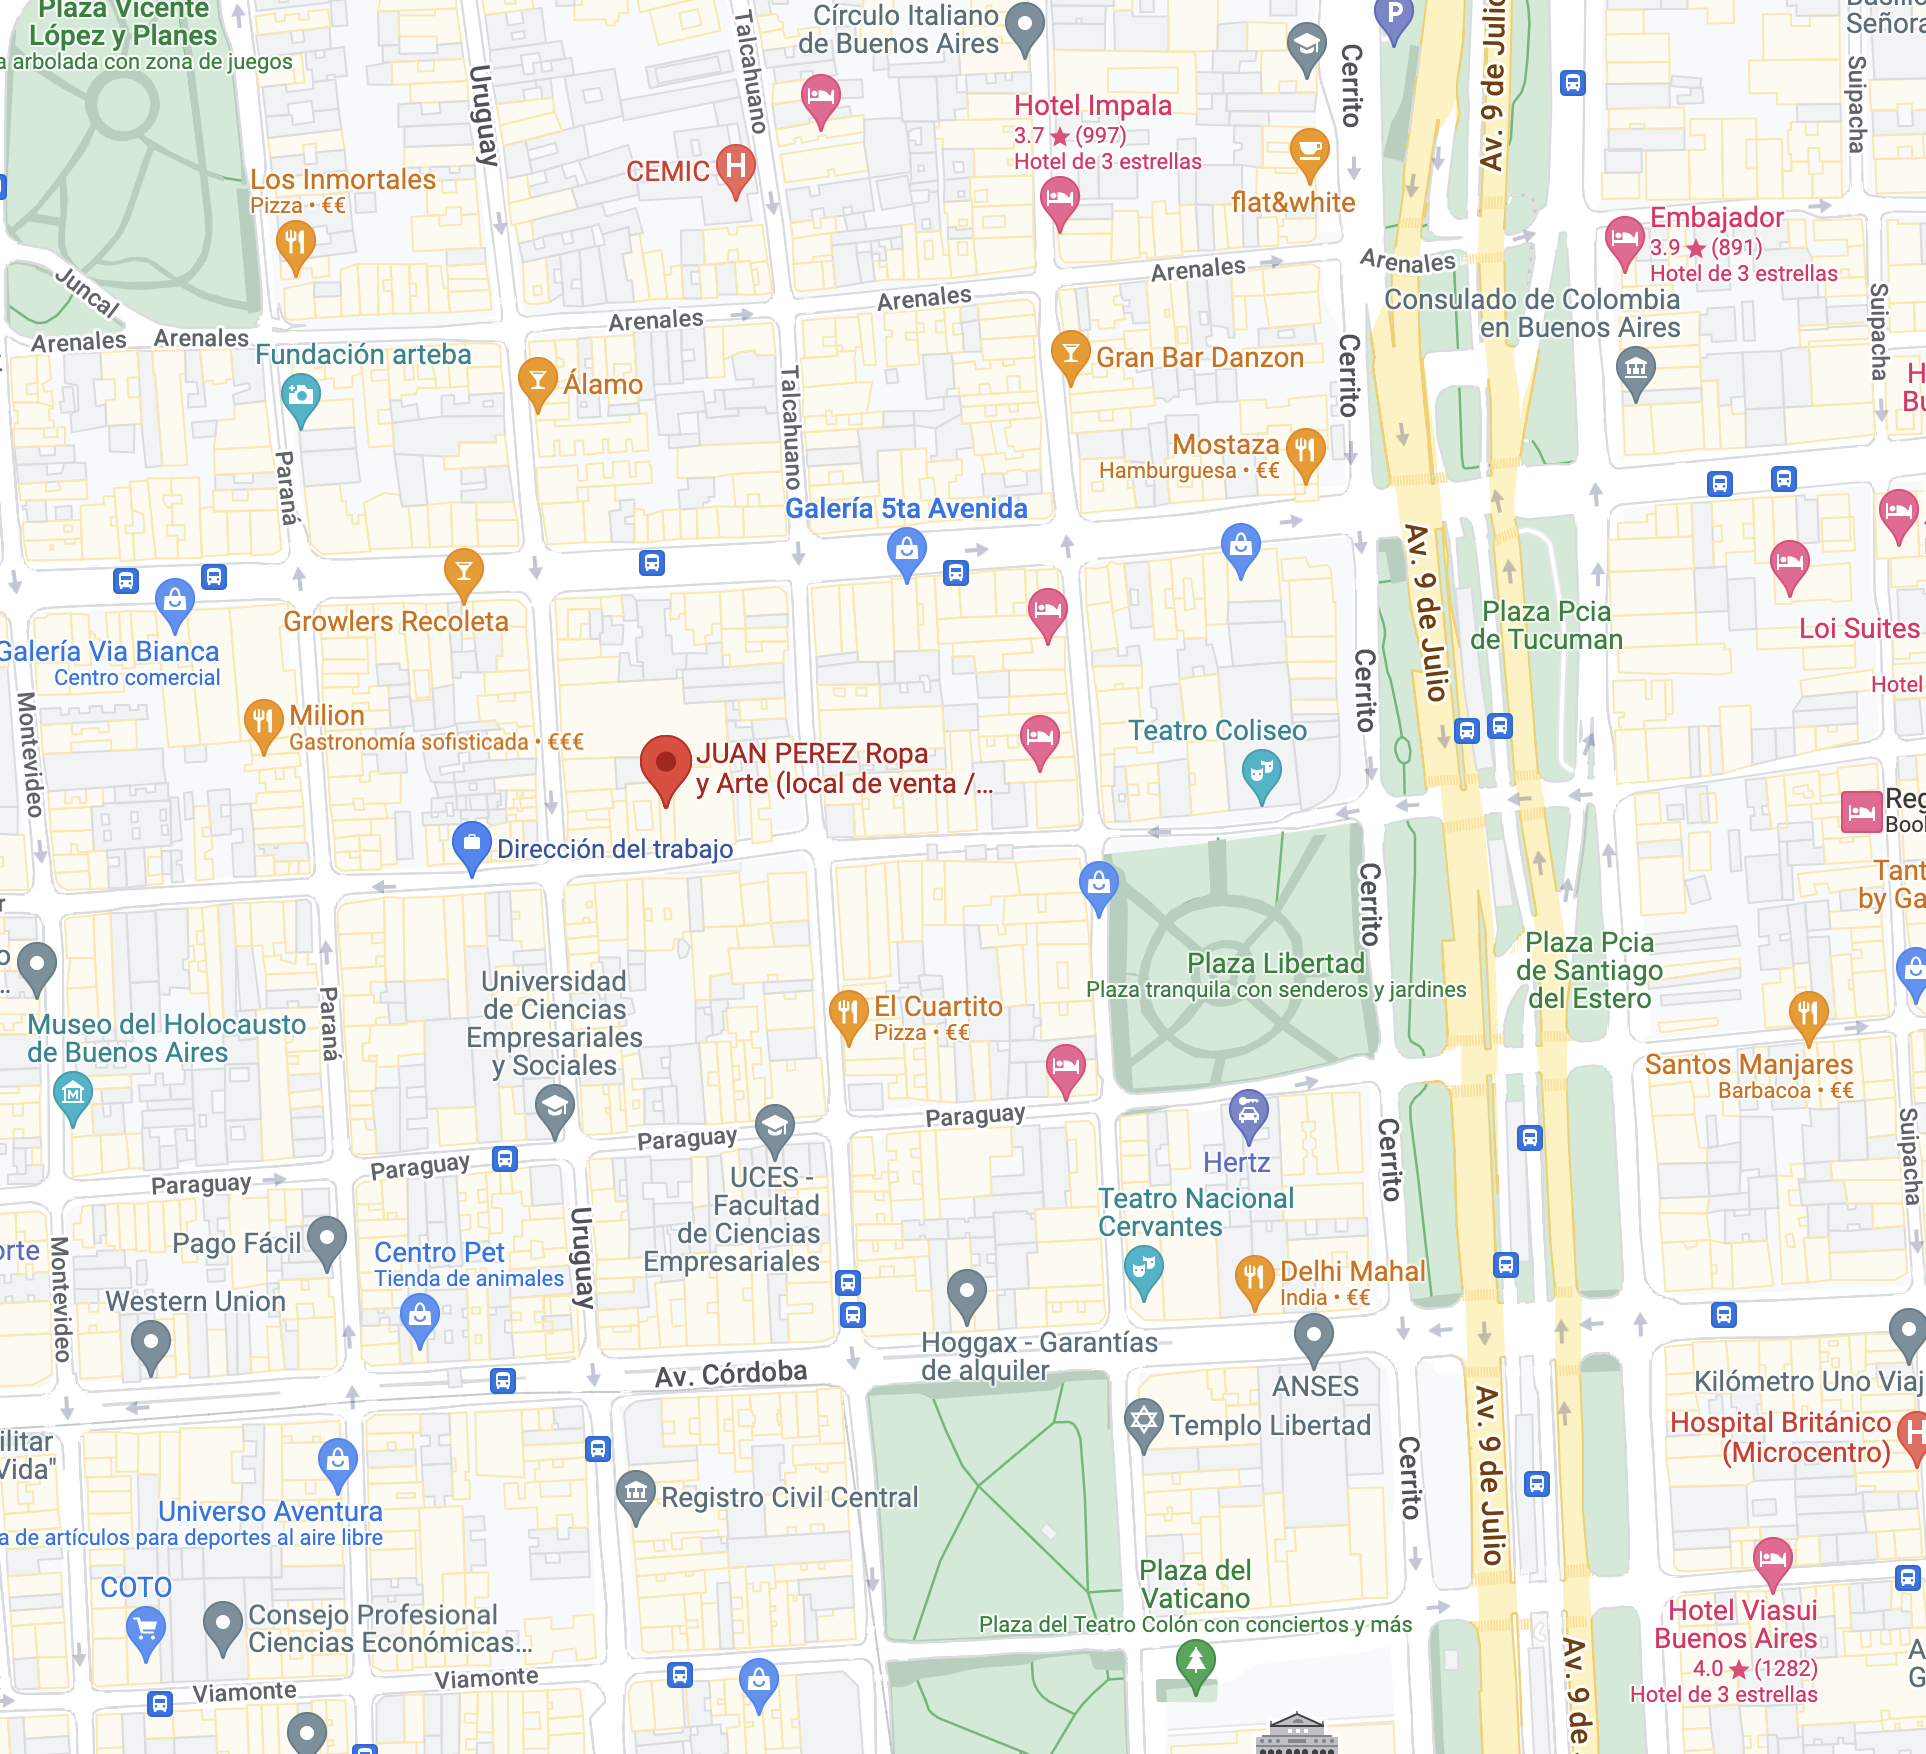 Plaza Vicente
López y Planes
a arbolada con zona de juegos
Uruguay
Talcahuano
Círculo Italiano
de Buenos Aires
Cerrito
Av. 9 de Julio
Señora
Suipacha
Hotel Impala
3.7 ★ (997)
Hotel de 3 estrellas
CEMIC
H
P
flat&white
Los Inmortales
Pizza • €€
Embajador
3.9 ★ (891)
Hotel de 3 estrellas
Juncal
Arenales
Arenales
Arenales
Arenales
Arenales
Arenales
Consulado de Colombia
en Buenos Aires
Suipacha
Fundación arteba
Álamo
Gran Bar Danzon
Cerrito
H
Bu
Talcahuano
Paraná
Mostaza
Hamburguesa • €€
Galería 5ta Avenida
Av. 9 de Julio
Growlers Recoleta
Galería Via Bianca
Centro comercial
Plaza Pcia
de Tucuman
Loi Suites
Hotel
Cerrito
Montevideo
Milion
Gastronomía sofisticada • €€€
JUAN PEREZ Ropa
y Arte (local de venta /...
Teatro Coliseo
Reg
Boo
Dirección del trabajo
Tant
by Ga
Cerrito
Plaza Libertad
Plaza tranquila con senderos y jardines
Plaza Pcia
de Santiago
del Estero
Universidad
de Ciencias
Empresariales
y Sociales
El Cuartito
Pizza • €€
Museo del Holocausto
de Buenos Aires
Paraná
Santos Manjares
Barbacoa • €€
Paraguay
Paraguay
Paraguay
Paraguay
Hertz
Cerrito
Suipacha
UCES -
Facultad
de Ciencias
Empresariales
Teatro Nacional
Cervantes
orte
Pago Fácil
Centro Pet
Tienda de animales
Uruguay
Montevideo
Western Union
Delhi Mahal
India • €€
Hoggax - Garantías
de alquiler
Av. Córdoba
ANSES
Kilómetro Uno Viaj
Av. 9 de Julio
Templo Libertad
Hospital Británico
(Microcentro)
H
ilitar
Vida"
Cerrito
Registro Civil Central
Universo Aventura
a de artículos para deportes al aire libre
COTO
Consejo Profesional
Ciencias Económicas...
Plaza del
Vaticano
Plaza del Teatro Colón con conciertos y más
Hotel Viasui
Buenos Aires
4.0 ★ (1282)
Hotel de 3 estrellas
Av. 9 de
A
G
Viamonte
Viamonte